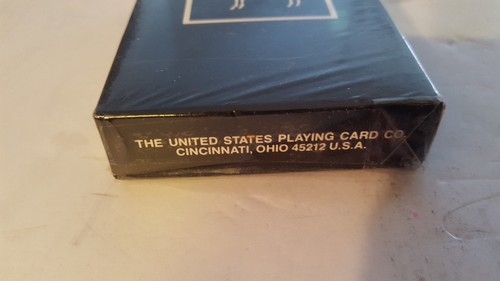 THE UNITED STATES PLAYING CARD CO.
CINCINNATI, OHIO 45212 U.S.A.